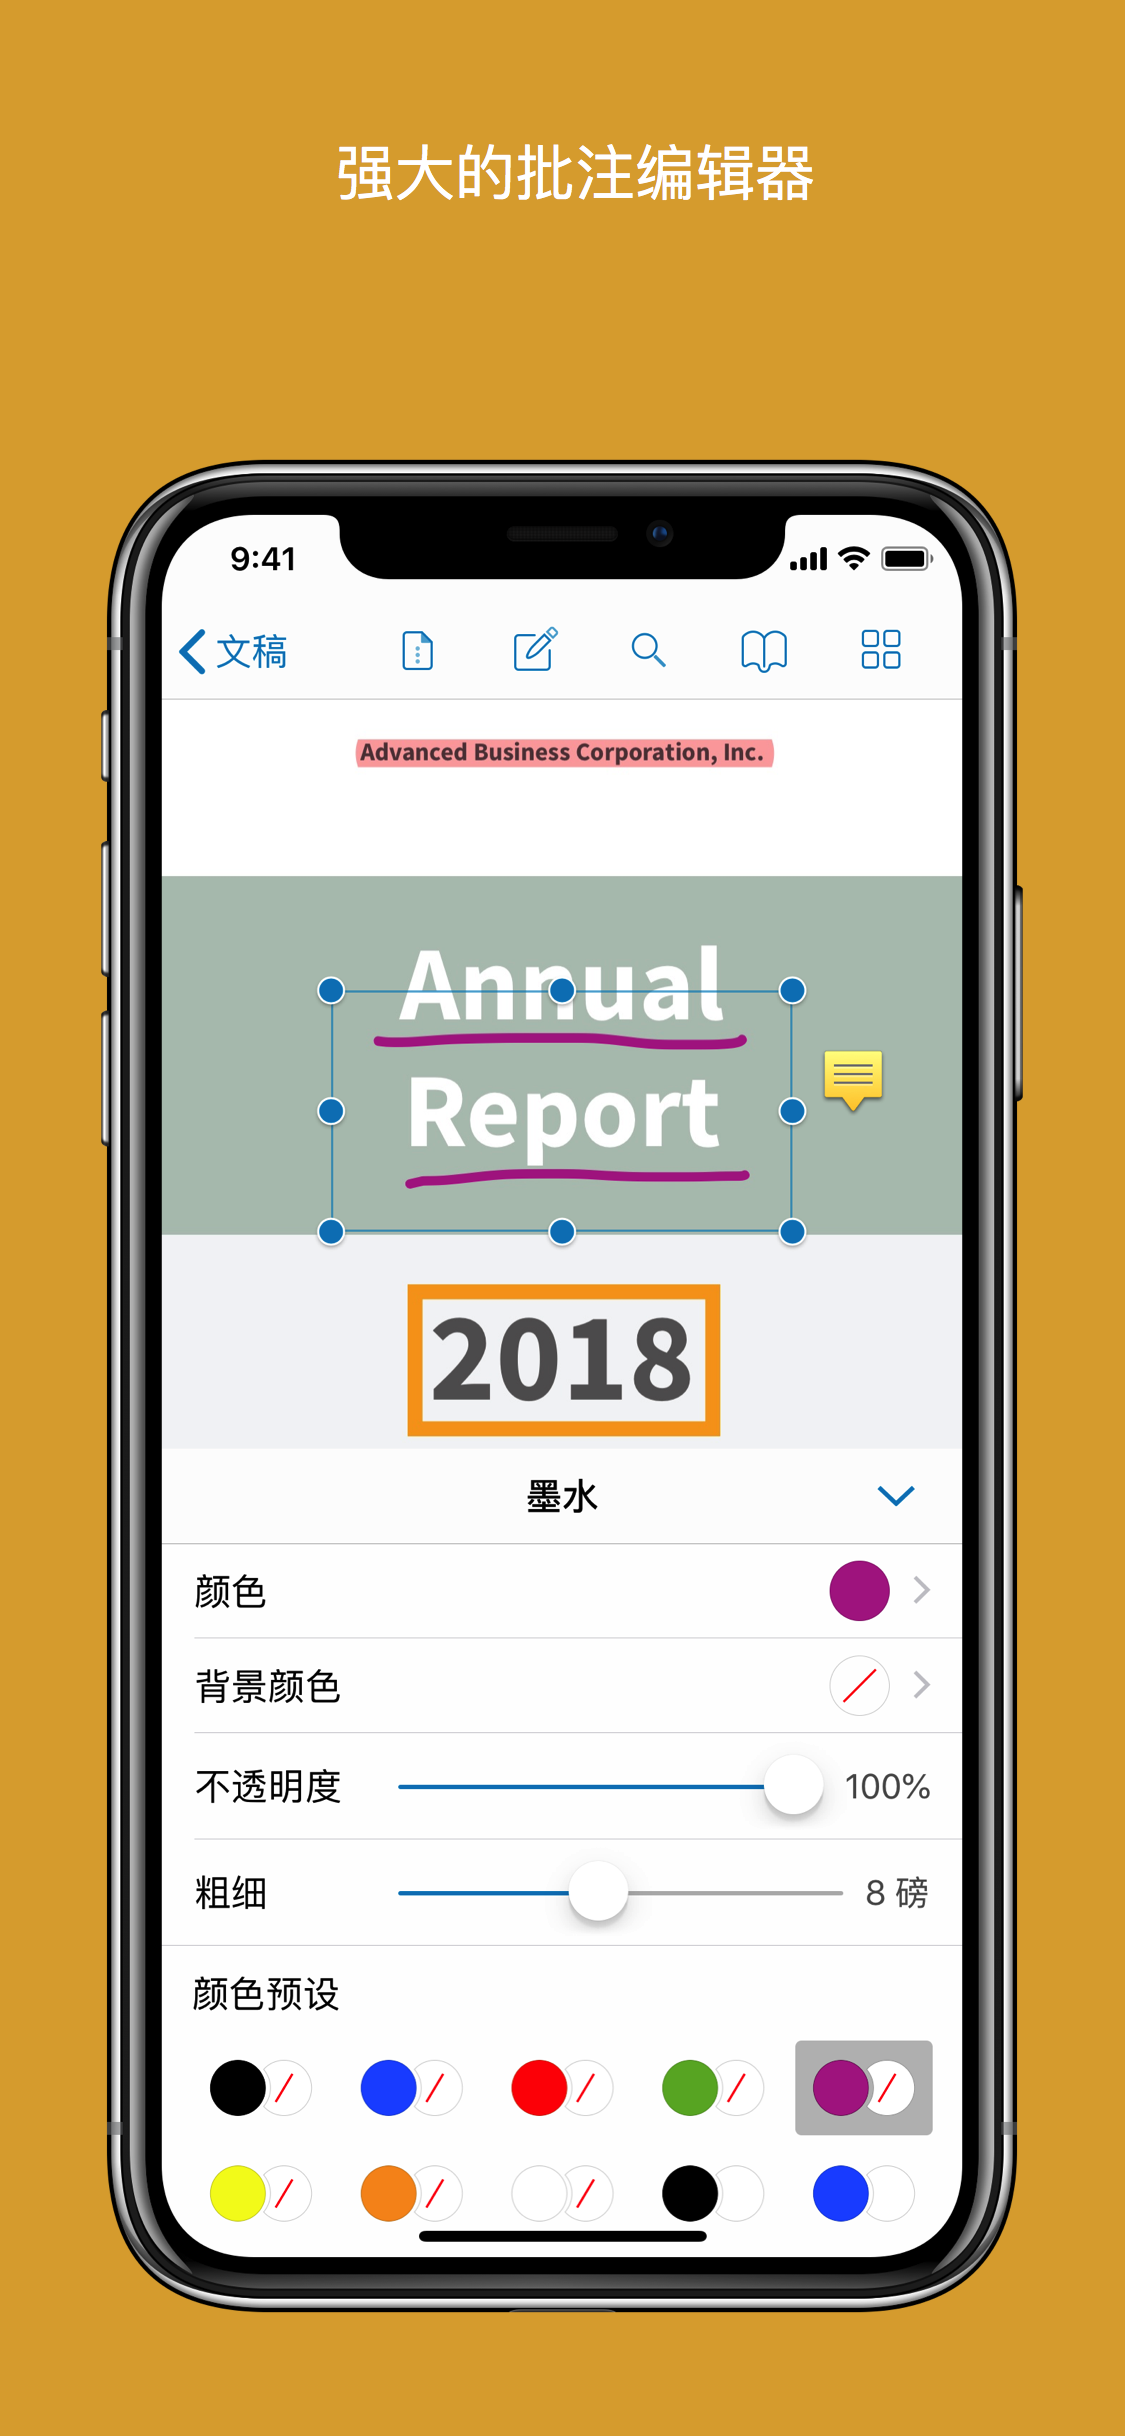 强大的批注编辑器
9:41
文稿
Advanced Business Corporation, Inc.
Annual
Report
2018
墨水
颜色
背景颜色
不透明度 100%
粗细 8 磅
颜色预设